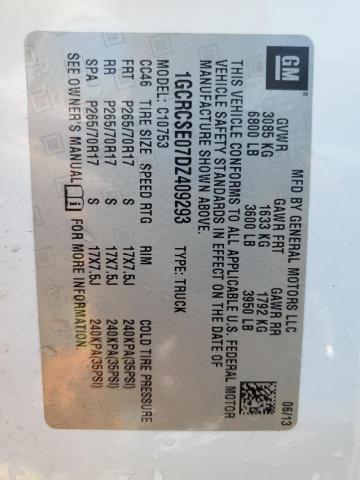 GM
MFD BY GENERAL MOTORS LLC
06/13
GVWR GAWR FRT GAWR RR
3085 KG 1633 KG 1792 KG
6800 LB 3600 LB 3950 LB
THIS VEHICLE CONFORMS TO ALL APPLICABLE U.S. FEDERAL MOTOR
VEHICLE SAFETY STANDARDS IN EFFECT ON THE DATE OF
MANUFACTURE SHOWN ABOVE.
1GCRCSE07DZ409293 TYPE: TRUCK
MODEL: C10753
CC46 TIRE SIZE SPEED RTG RIM COLD TIRE PRESSURE
FRT P265/70R17 S 17X7.5J 240KPA(35PSI)
RR P265/70R17 S 17X7.5J 240KPA(35PSI)
SPA P265/70R17 S 17X7.5J 240KPA(35PSI)
SEE OWNER'S MANUAL FOR MORE INFORMATION.